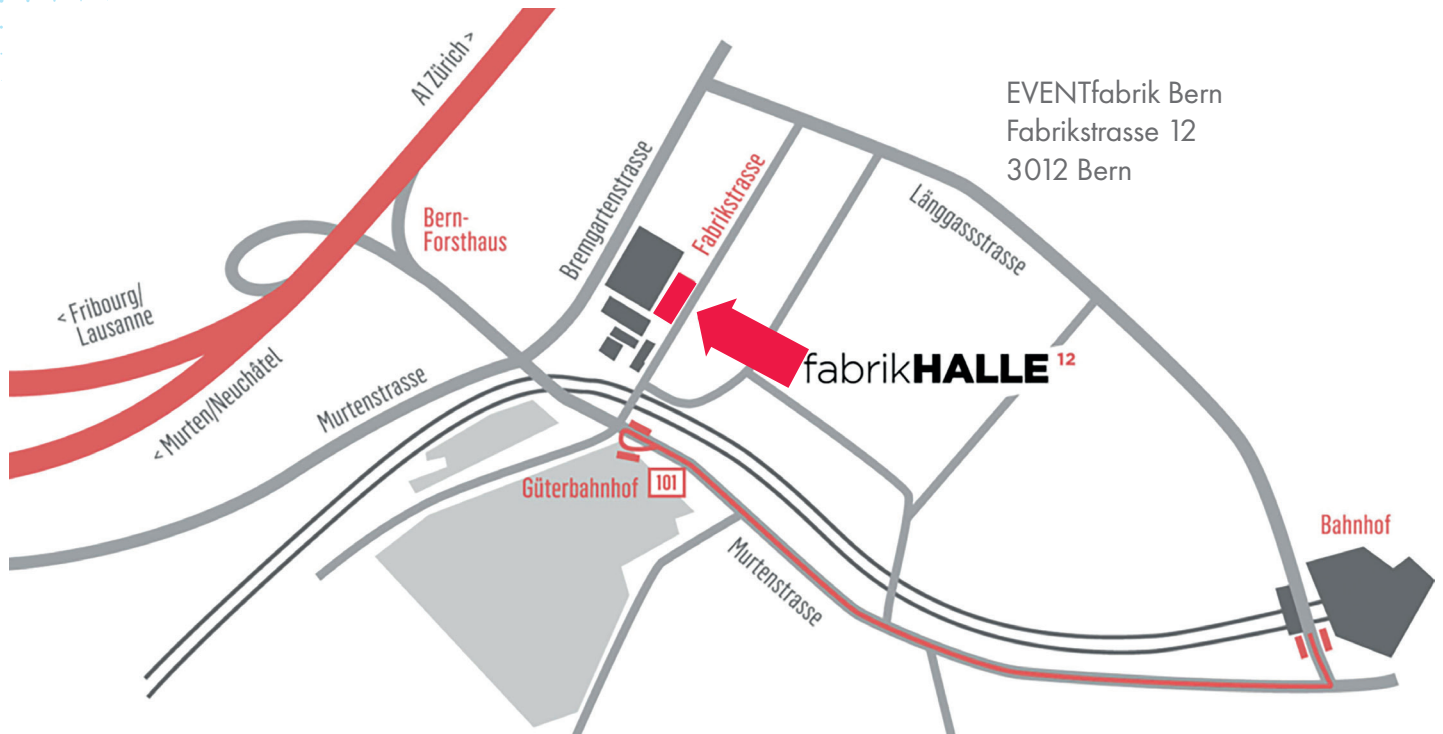 A1 Zürich >
EVENTfabrik Bern
Fabrikstrasse 12
3012 Bern
Bremgartenstrasse
Fabrikstrasse
Länggassstrasse
Bern-
Forsthaus
< Fribourg/
Lausanne
< Murten/Neuchâtel
Murtenstrasse
fabrikHALLE 12
Güterbahnhof 101
Murtenstrasse
Bahnhof